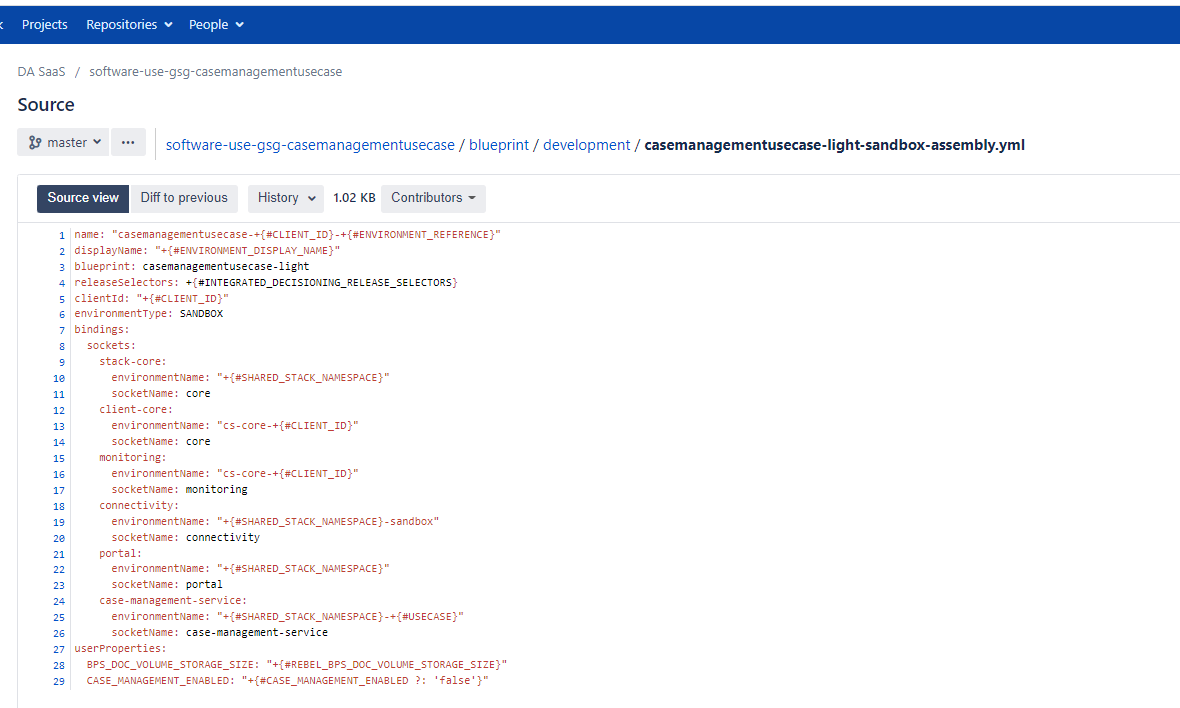 Projects Repositories People
DA SaaS / software-use-gsg-casemanagementusecase
Source
master ··· software-use-gsg-casemanagementusecase / blueprint / development / casemanagementusecase-light-sandbox-assembly.yml
Source view Diff to previous History 1.02 KB Contributors
1 name: "casemanagementusecase-+{#CLIENT_ID}-+{#ENVIRONMENT_REFERENCE}"
2 displayName: "+{#ENVIRONMENT_DISPLAY_NAME}"
3 blueprint: casemanagementusecase-light
4 releaseSelectors: +{#INTEGRATED_DECISIONING_RELEASE_SELECTORS}
5 clientId: "+{#CLIENT_ID}"
6 environmentType: SANDBOX
7 bindings:
8   sockets:
9     stack-core:
10       environmentName: "+{#SHARED_STACK_NAMESPACE}"
11       socketName: core
12     client-core:
13       environmentName: "cs-core-+{#CLIENT_ID}"
14       socketName: core
15     monitoring:
16       environmentName: "cs-core-+{#CLIENT_ID}"
17       socketName: monitoring
18     connectivity:
19       environmentName: "+{#SHARED_STACK_NAMESPACE}-sandbox"
20       socketName: connectivity
21     portal:
22       environmentName: "+{#SHARED_STACK_NAMESPACE}"
23       socketName: portal
24     case-management-service:
25       environmentName: "+{#SHARED_STACK_NAMESPACE}-+{#USECASE}"
26       socketName: case-management-service
27 userProperties:
28   BPS_DOC_VOLUME_STORAGE_SIZE: "+{#REBEL_BPS_DOC_VOLUME_STORAGE_SIZE}"
29   CASE_MANAGEMENT_ENABLED: "+{#CASE_MANAGEMENT_ENABLED ?: 'false'}"